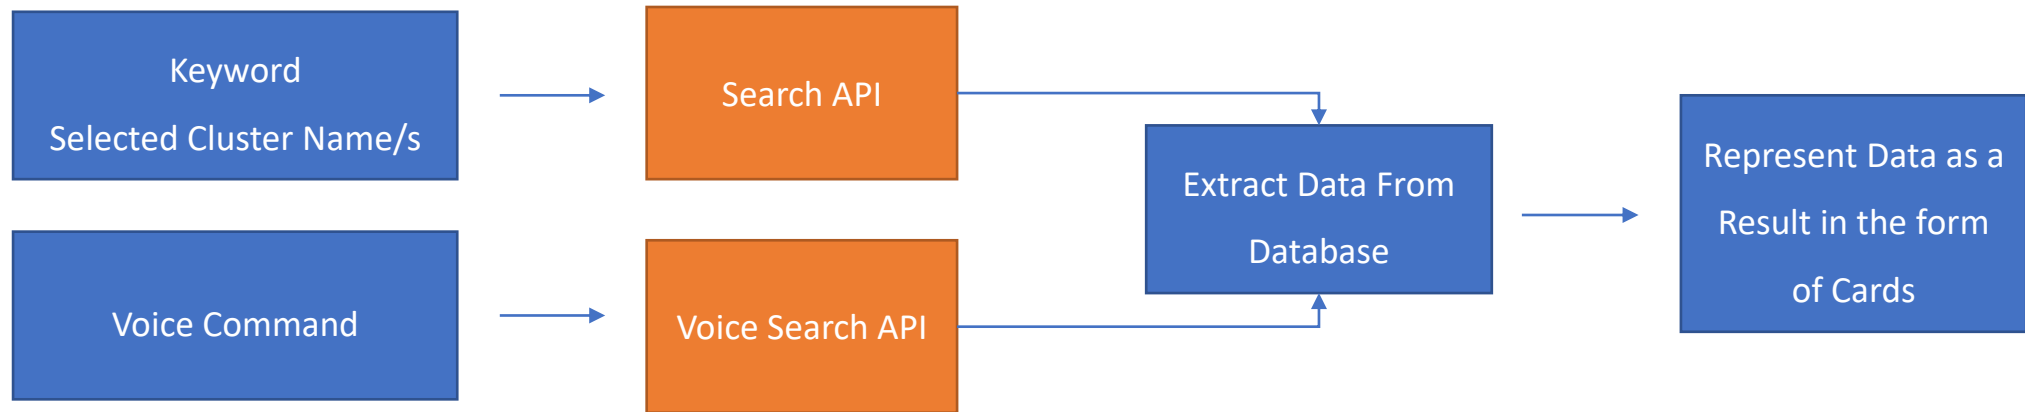 Keyword
Selected Cluster Name/s
Search API
Voice Command
Voice Search API
Extract Data From
Database
Represent Data as a
Result in the form
of Cards